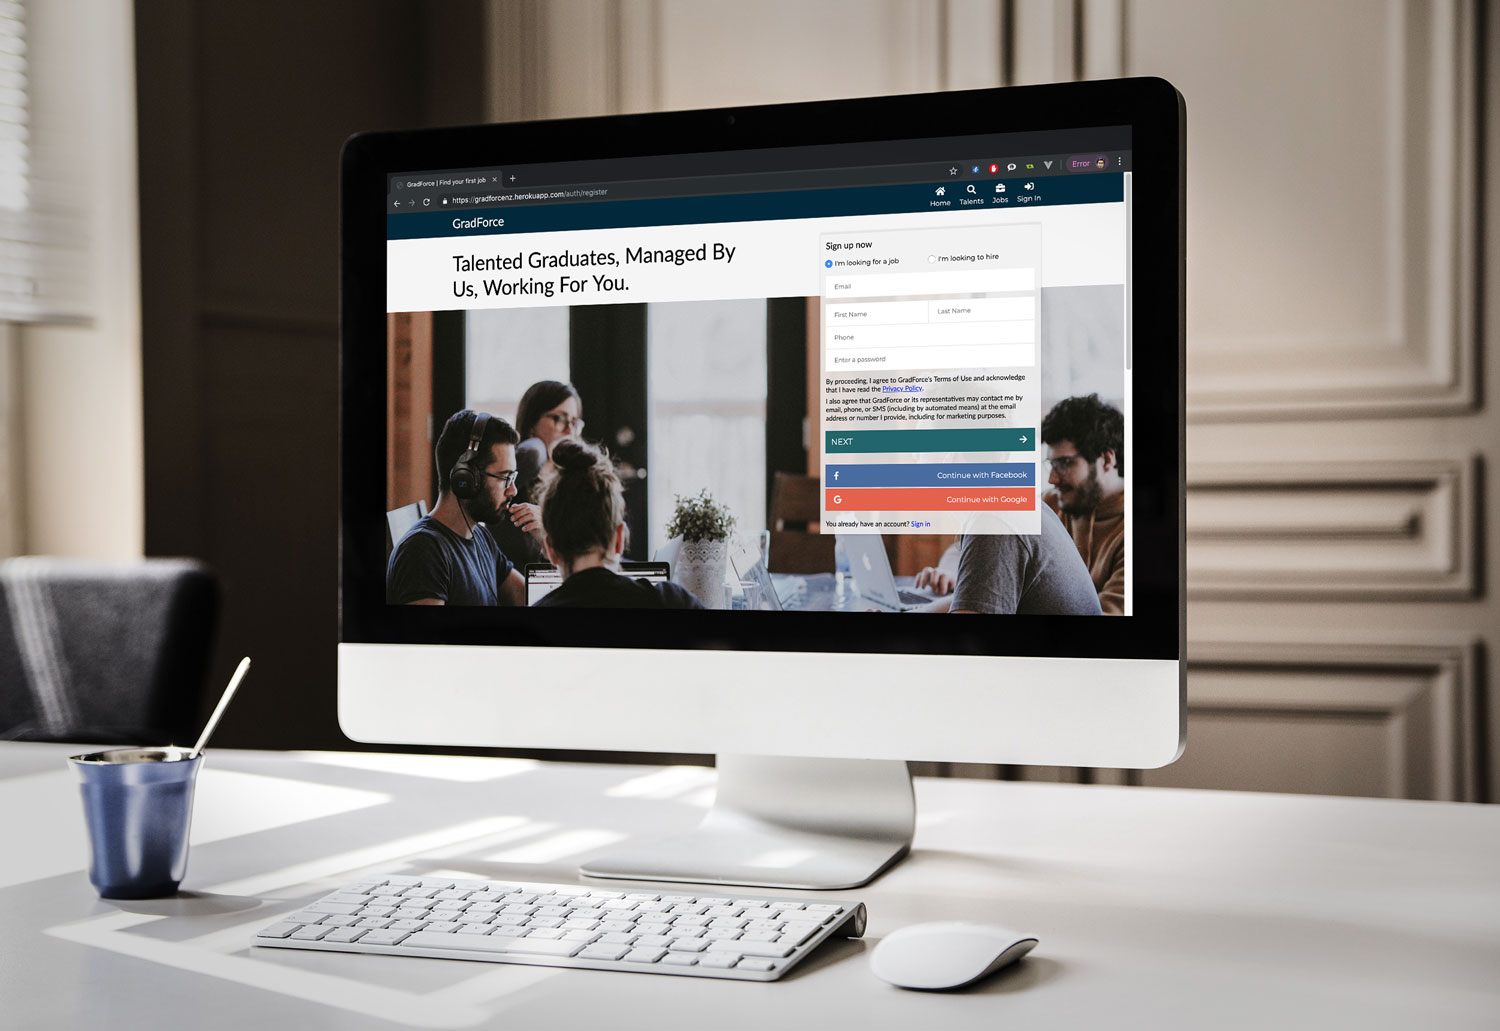 GradForce | Find your first job
https://gradforcenz.herokuapp.com/auth/register
Error
GradForce
Home Talents Jobs Sign In
Talented Graduates, Managed By
Us, Working For You.
Sign up now
I'm looking for a job I'm looking to hire
Email
First Name Last Name
Phone
Enter a password
By proceeding, I agree to GradForce's Terms of Use and acknowledge
that I have read the Privacy Policy.
I also agree that GradForce or its representatives may contact me by
email, phone, or SMS (including by automated means) at the email
address or number I provide, including for marketing purposes.
NEXT
Continue with Facebook
Continue with Google
You already have an account? Sign in